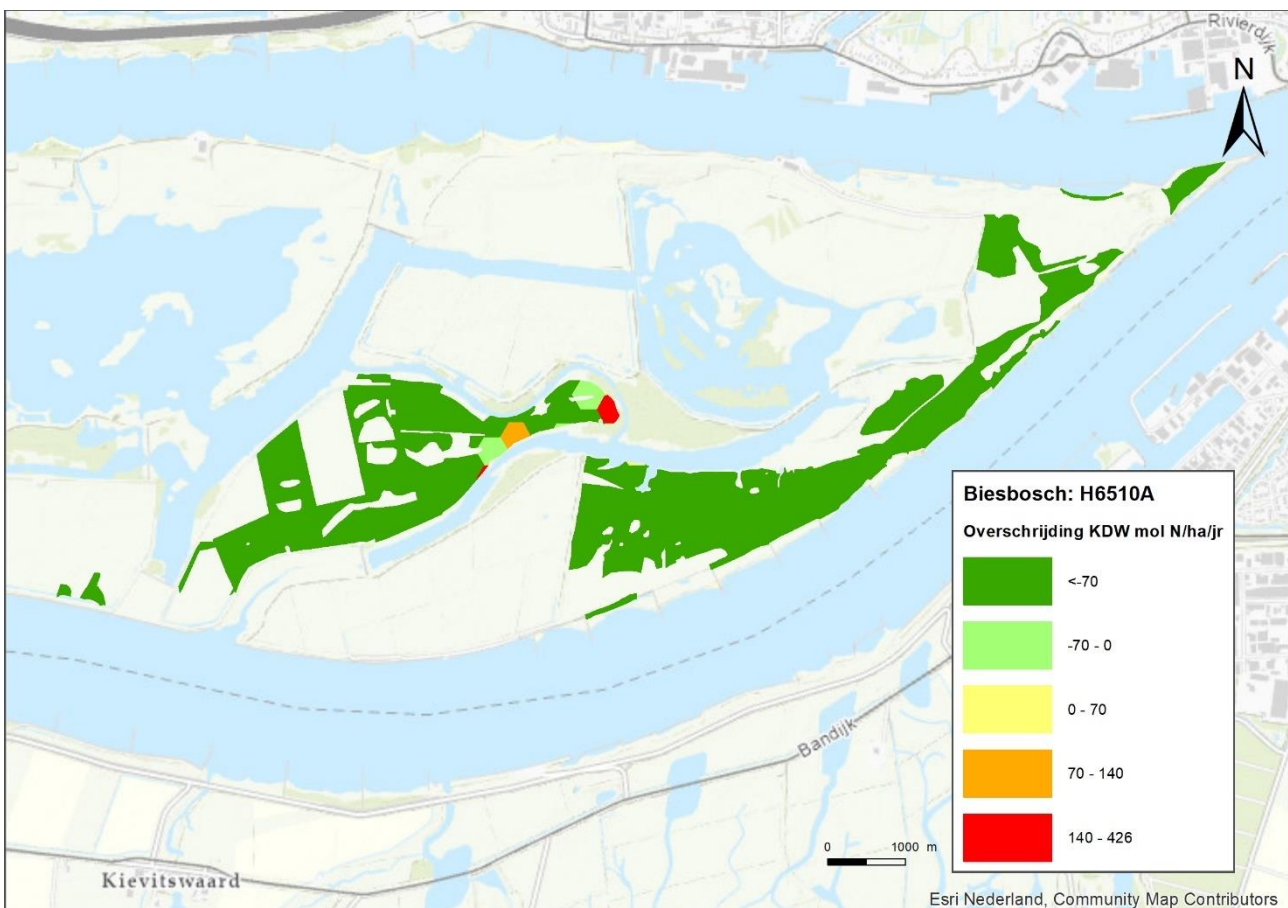 Rivierdijk
N
Biesbosch: H6510A
Overschrijding KDW mol N/ha/jr
<-70
-70 - 0
0 - 70
70 - 140
140 - 426
Bandijk
0 1000 m
Kievitswaard
Esri Nederland, Community Map Contributors